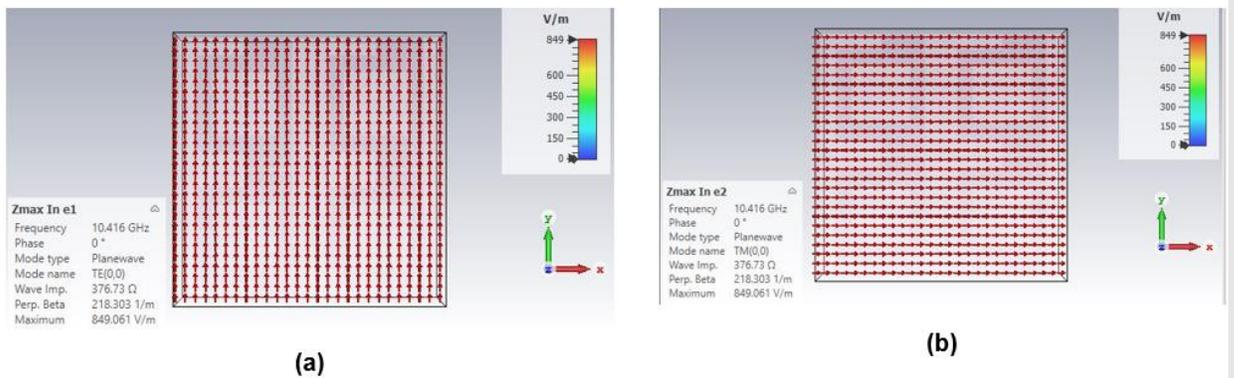 V/m
849
600
450
300
150
0
Zmax In e1
Frequency 10.416 GHz
Phase 0 °
Mode type Planewave
Mode name TE(0,0)
Wave Imp. 376.73 Ω
Perp. Beta 218.303 1/m
Maximum 849.061 V/m
y
x
(a)
V/m
849
600
450
300
150
0
Zmax In e2
Frequency 10.416 GHz
Phase 0 °
Mode type Planewave
Mode name TM(0,0)
Wave Imp. 376.73 Ω
Perp. Beta 218.303 1/m
Maximum 849.061 V/m
y
x
(b)